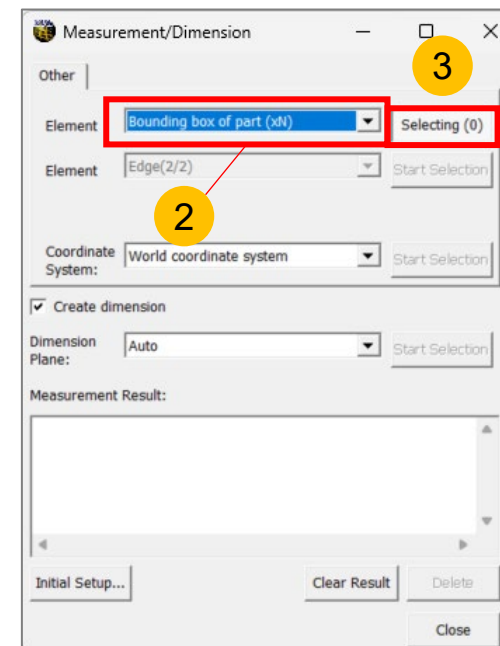 Measurement/Dimension
3
Other
Element
Bounding box of part (xN)
Selecting (0)
Element
Edge(2/2)
Start Selection
2
Coordinate
System:
World coordinate system
Start Selection
Create dimension
Dimension
Plane:
Auto
Start Selection
Measurement Result:
Initial Setup...
Clear Result
Delete
Close